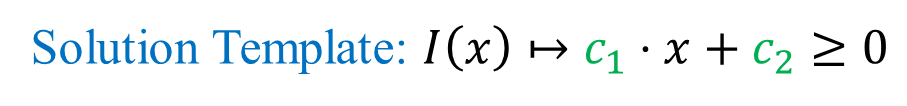 Solution Template: I(x) ↦ c₁ · x + c₂ ≥ 0